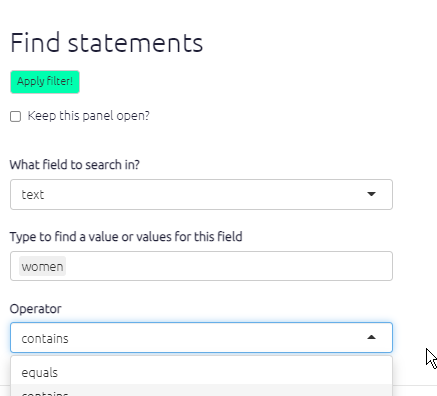 Find statements
Apply filter!
Keep this panel open?
What field to search in?
text
Type to find a value or values for this field
women
Operator
contains
equals
contains